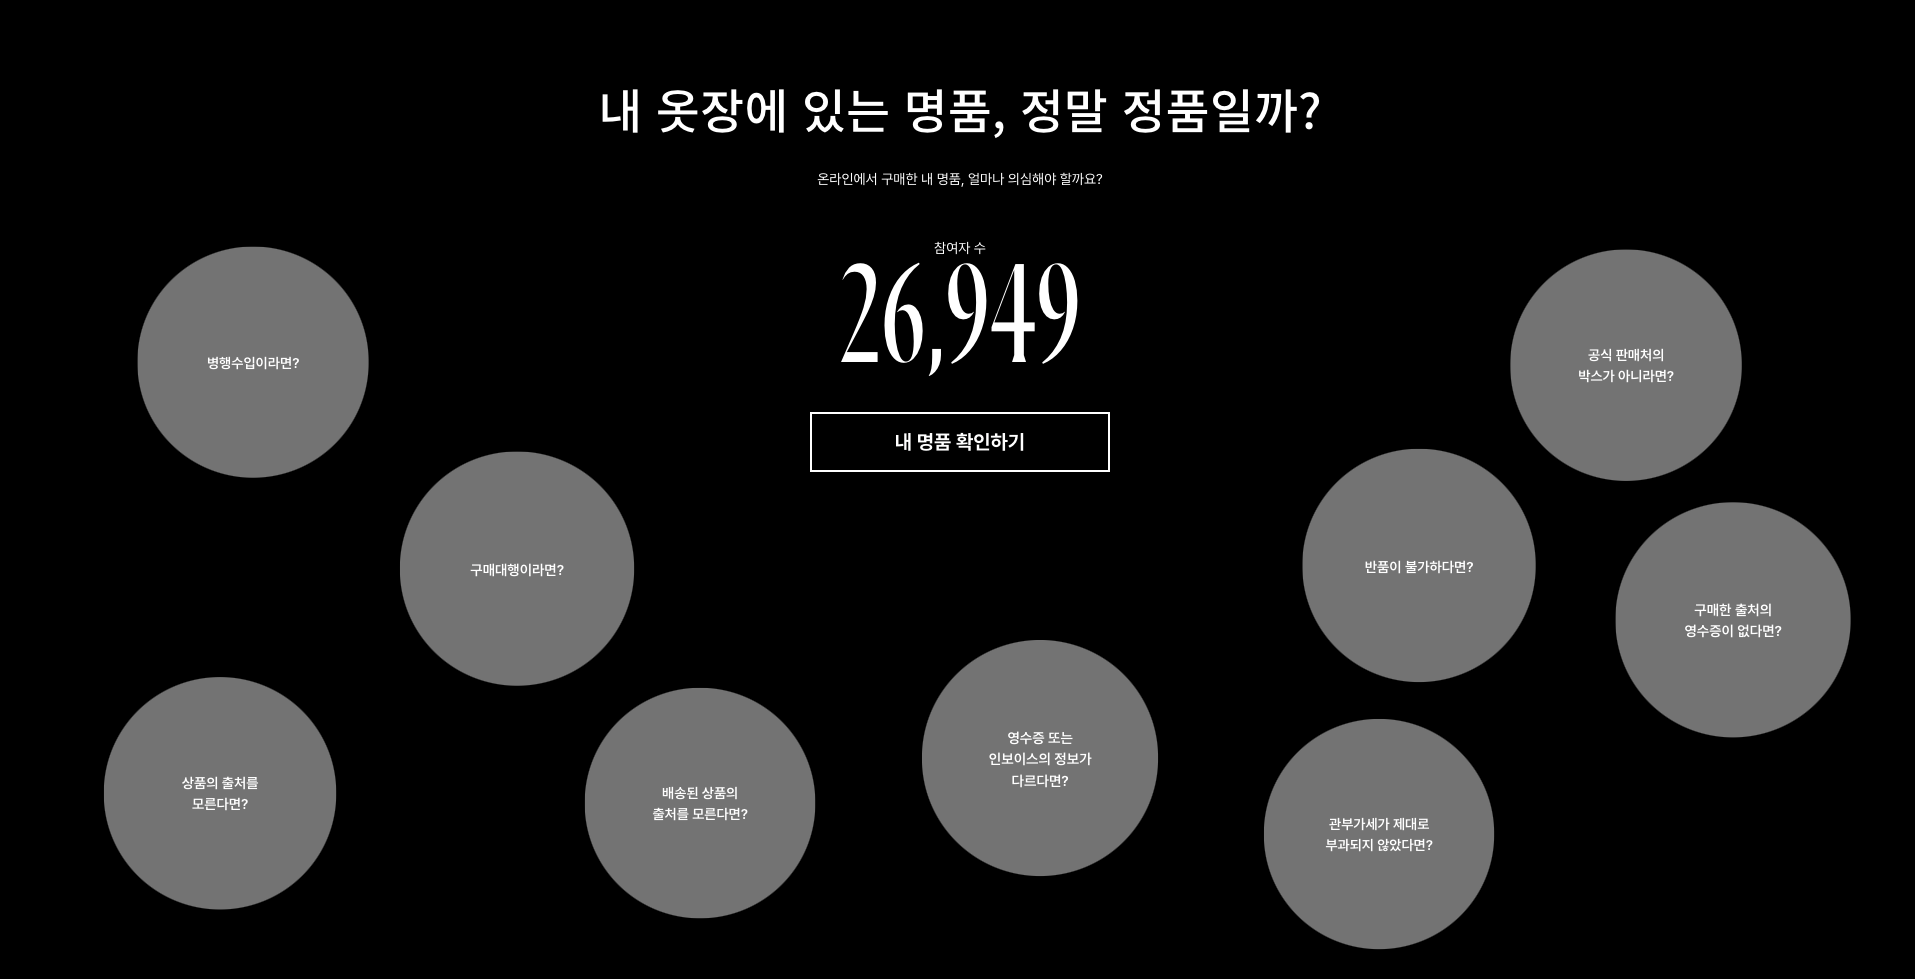 내 옷장에 있는 명품, 정말 정품일까?
온라인에서 구매한 내 명품, 얼마나 의심해야 할까요?
참여자 수
26,949
내 명품 확인하기
병행수입이라면?
공식 판매처의
박스가 아니라면?
구매대행이라면?
반품이 불가하다면?
구매한 출처의
영수증이 없다면?
상품의 출처를
모른다면?
배송된 상품의
출처를 모른다면?
영수증 또는
인보이스의 정보가
다르다면?
관부가세가 제대로
부과되지 않았다면?